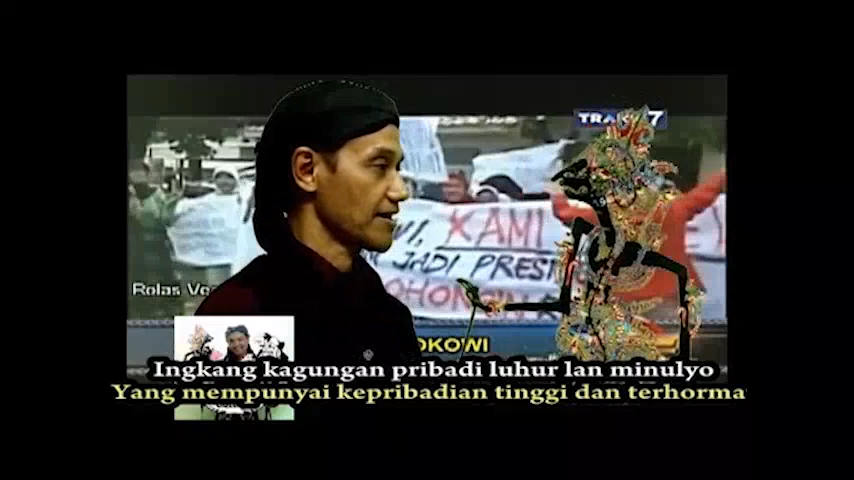 TRANS 7
KAMI
JADI PRESI
OHON
Rolas Ve
OKOWI
Ingkang kagungan pribadi luhur lan minulyo
Yang mempunyai kepribadian tinggi dan terhorma